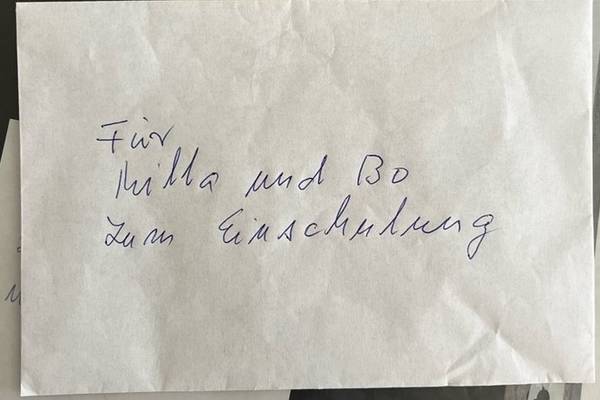 Für
Milla und Bo
zum Einschulung